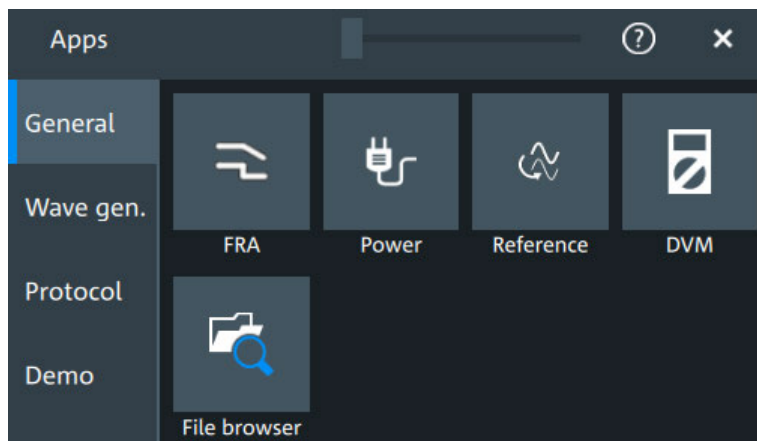 Apps
?
×
General
Wave gen.
Protocol
Demo
FRA
Power
Reference
DVM
File browser